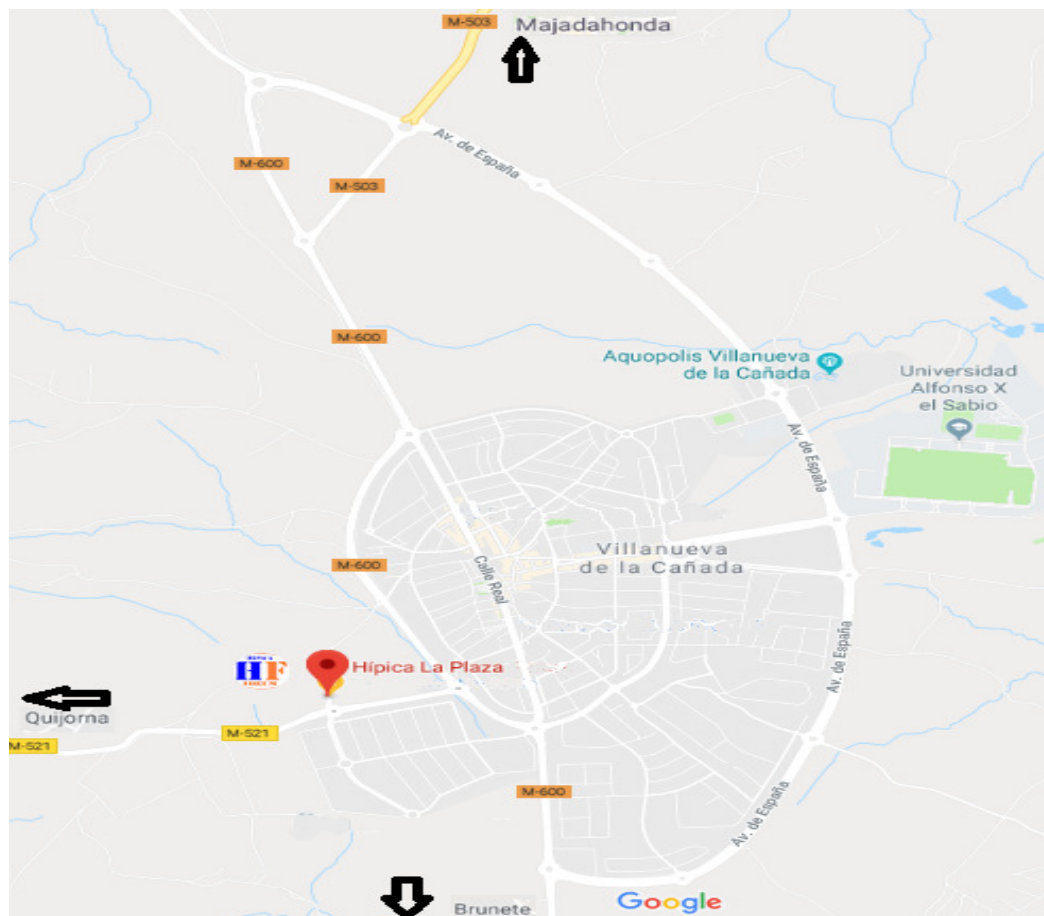 M-503
Majadahonda
Av. de España
M-600
M-503
M-600
Aquopolis Villanueva
de la Cañada
Universidad
Alfonso X
el Sabio
Av. de España
Villanueva
de la Cañada
M-600
Calle Real
Av. de España
HF
Hípica La Plaza
Quijorna
M-521
M-521
M-600
Av. de España
Brunete
Google